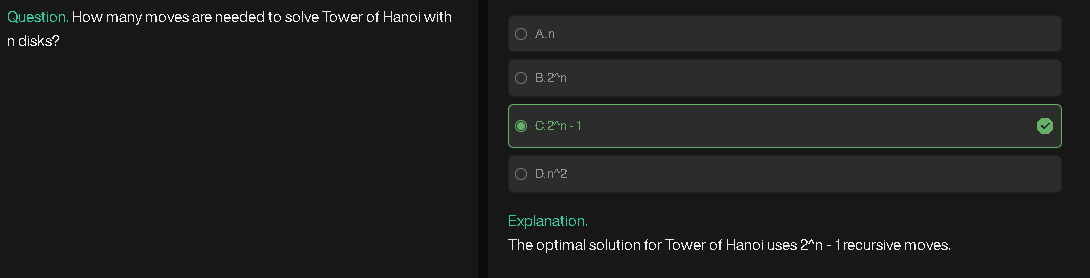 Question. How many moves are needed to solve Tower of Hanoi with
n disks?
A. n
B. 2^n
C. 2^n - 1
D. n^2
Explanation.
The optimal solution for Tower of Hanoi uses 2^n - 1 recursive moves.